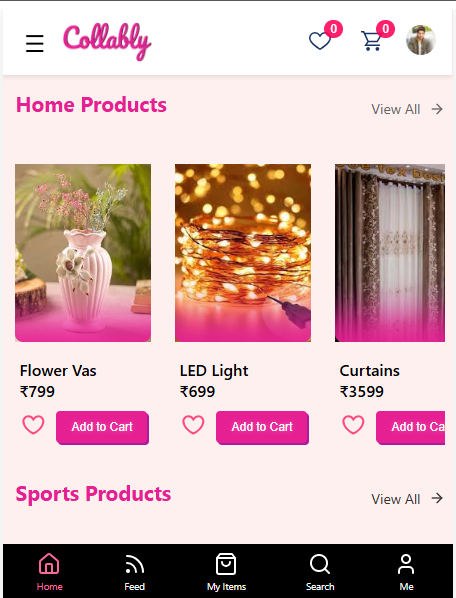 Collably
0
0
Home Products
View All
Flower Vas
₹799
Add to Cart
LED Light
₹699
Add to Cart
Curtains
₹3599
Add to Ca
Sports Products
View All
Home
Feed
My Items
Search
Me